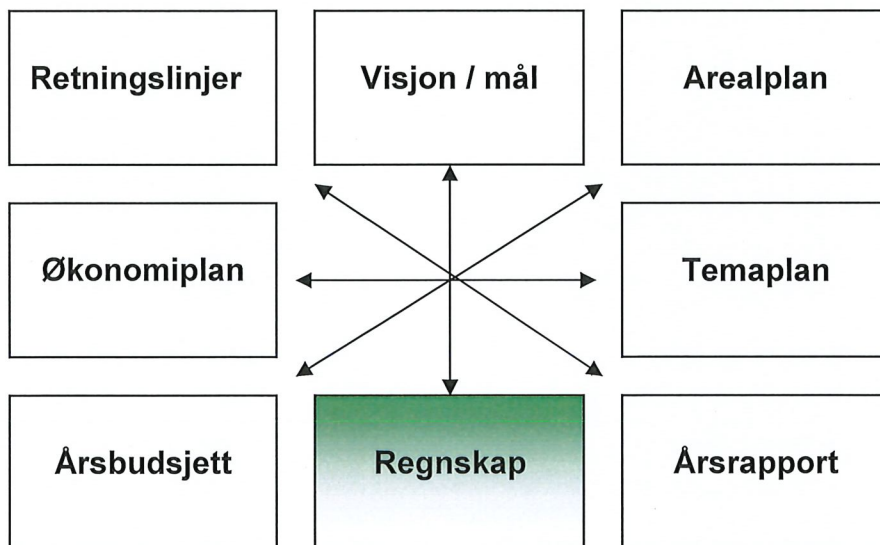 Retningslinjer
Visjon / mål
Arealplan
Økonomiplan
Temaplan
Årsbudsjett
Regnskap
Årsrapport